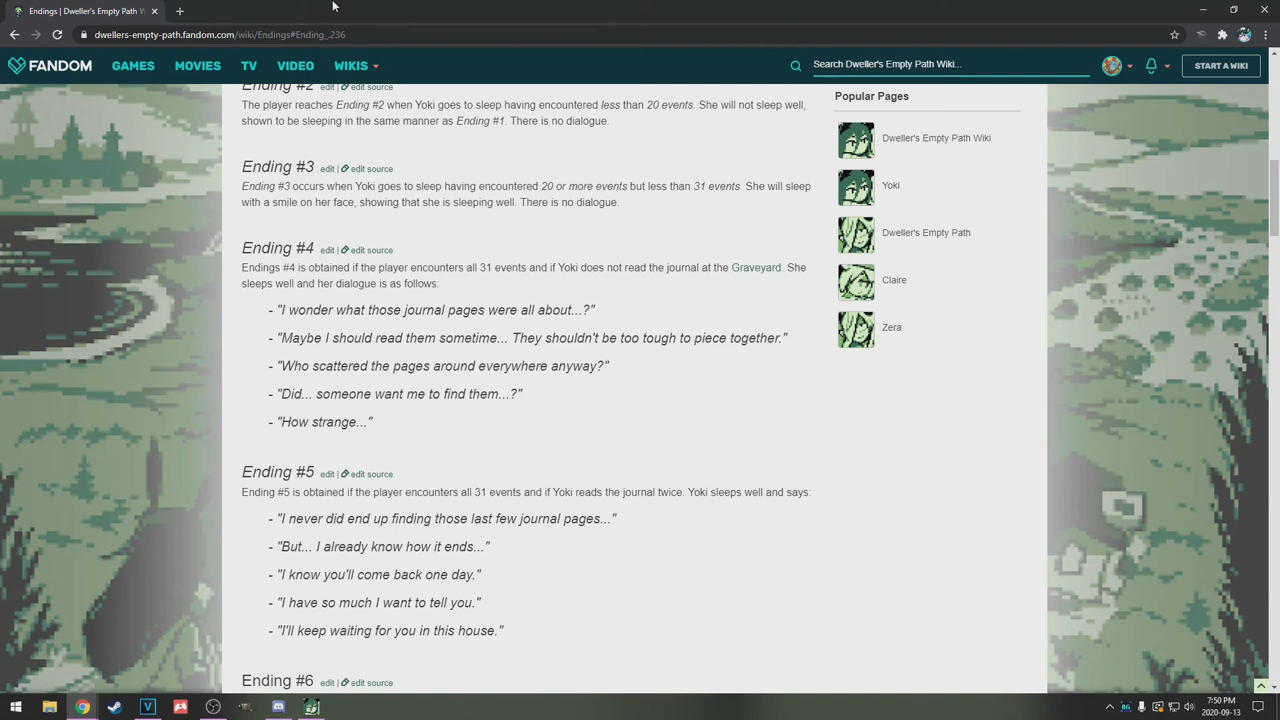 Endings | Dweller's Empty Path W
dwellers-empty-path.fandom.com/wiki/Endings#Ending_.236
FANDOM GAMES MOVIES TV VIDEO WIKIS Search Dweller's Empty Path Wiki... START A WIKI
Ending #2 edit | edit source
The player reaches Ending #2 when Yoki goes to sleep having encountered less than 20 events. She will not sleep well,
shown to be sleeping in the same manner as Ending #1. There is no dialogue.
Ending #3 edit | edit source
Ending #3 occurs when Yoki goes to sleep having encountered 20 or more events but less than 31 events. She will sleep
with a smile on her face, showing that she is sleeping well. There is no dialogue.
Ending #4 edit | edit source
Endings #4 is obtained if the player encounters all 31 events and if Yoki does not read the journal at the Graveyard. She
sleeps well and her dialogue is as follows:
- "I wonder what those journal pages were all about...?"
- "Maybe I should read them sometime... They shouldn't be too tough to piece together."
- "Who scattered the pages around everywhere anyway?"
- "Did... someone want me to find them...?"
- "How strange..."
Ending #5 edit | edit source
Ending #5 is obtained if the player encounters all 31 events and if Yoki reads the journal twice. Yoki sleeps well and says:
- "I never did end up finding those last few journal pages..."
- "But... I already know how it ends..."
- "I know you'll come back one day."
- "I have so much I want to tell you."
- "I'll keep waiting for you in this house."
Ending #6 edit | edit source
Popular Pages
Dweller's Empty Path Wiki
Yoki
Dweller's Empty Path
Claire
Zera
7:50 PM
2020-09-13